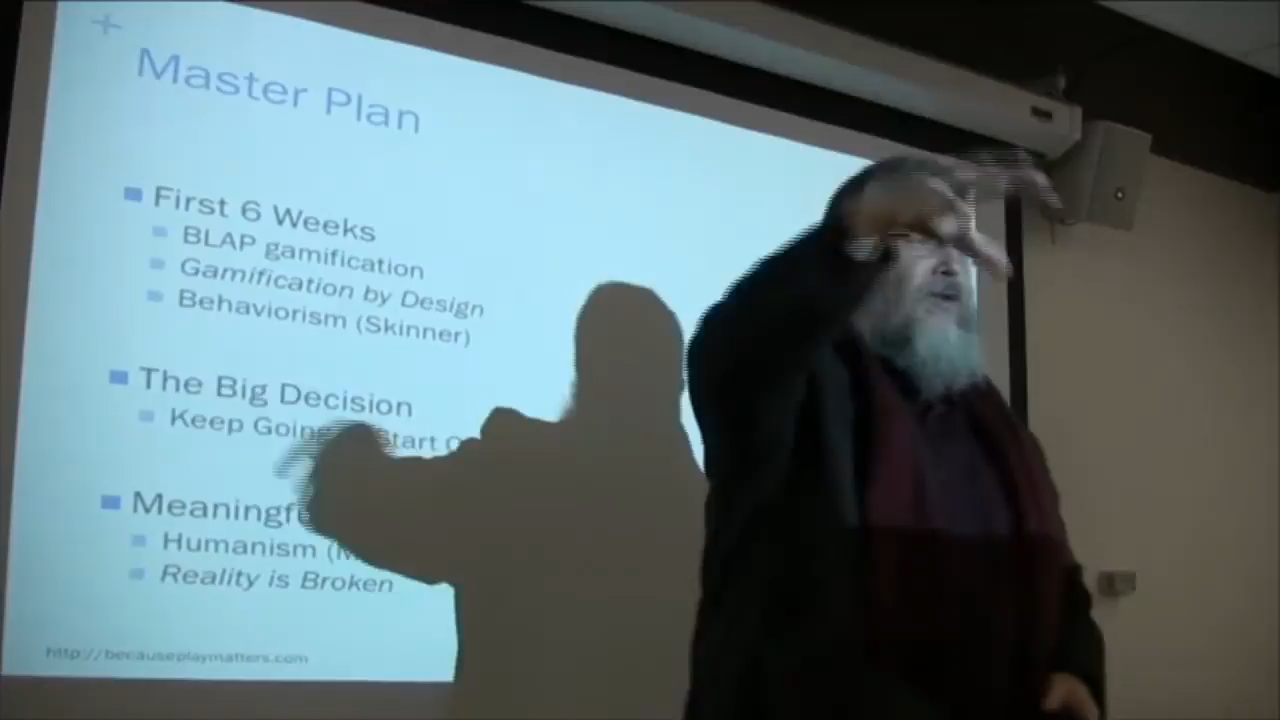 Master Plan
First 6 Weeks
BLAP gamification
Gamification by Design
Behaviorism (Skinner)
The Big Decision
Keep Going
Humanism
Reality is Broken
http://becauseplaymatters.com